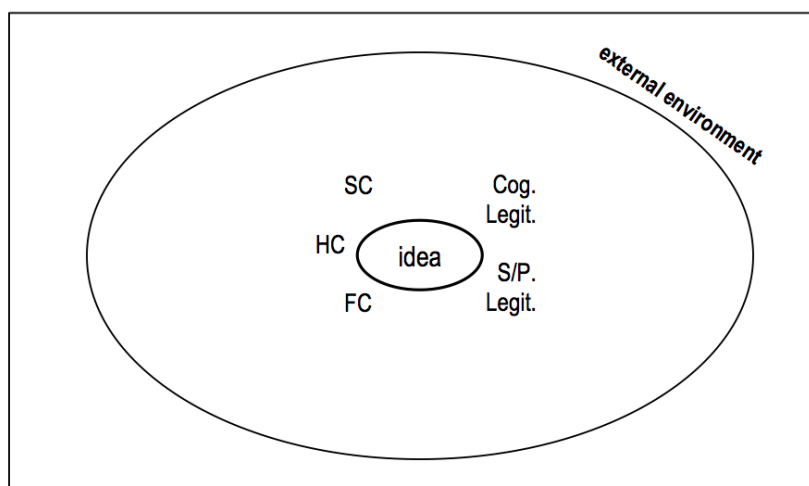 external environment
SC
Cog.
Legit.
HC
idea
S/P.
Legit.
FC